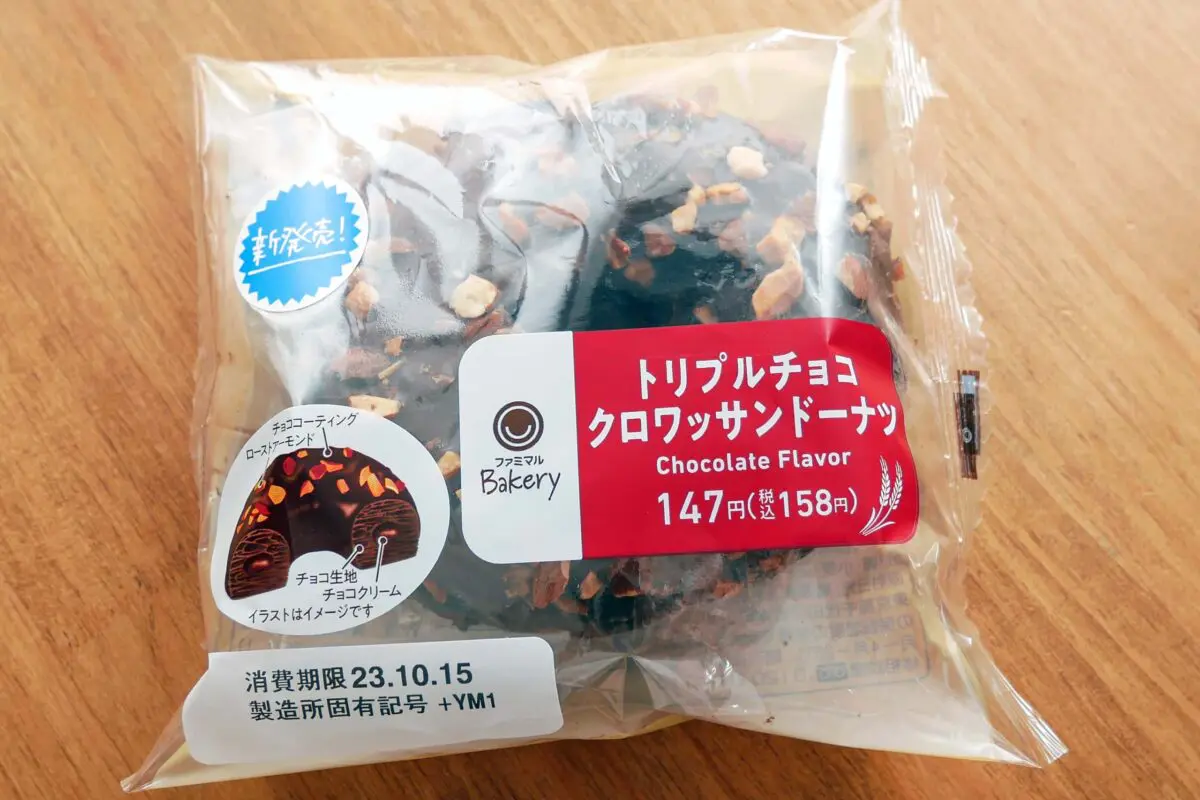 新発売!
トリプルチョコ
クロワッサンドーナツ
Chocolate Flavor
147円(税込158円)
ファミマル
Bakery
チョココーティング
ローストアーモンド
チョコ生地
チョコクリーム
イラストはイメージです
消費期限 23.10.15
製造所固有記号 +YM1